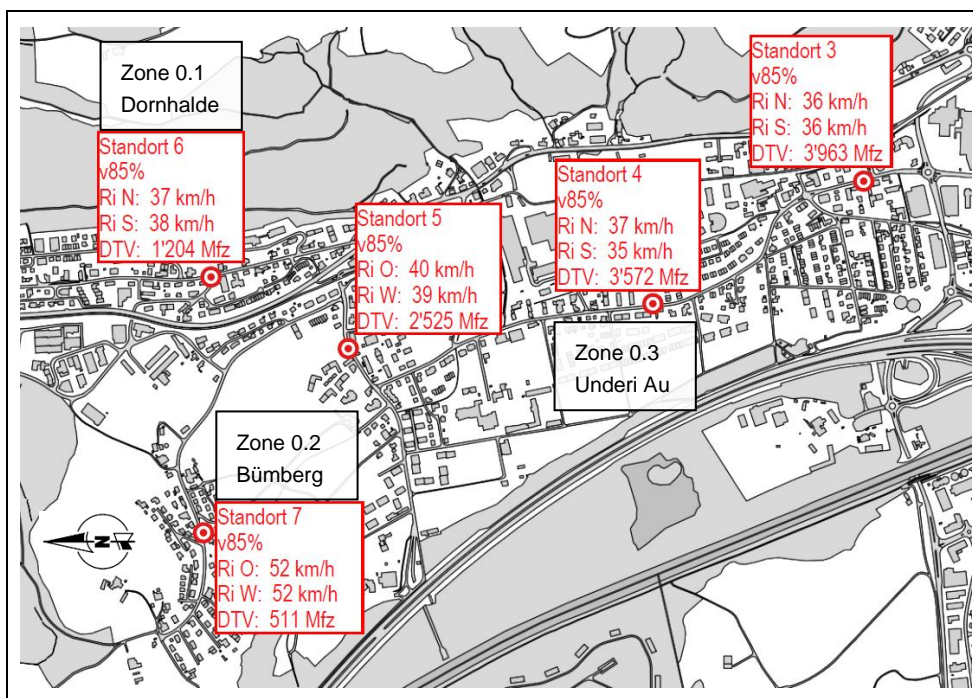 Zone 0.1
Dornhalde
Standort 6
v85%
Ri N: 37 km/h
Ri S: 38 km/h
DTV: 1'204 Mfz
Standort 5
v85%
Ri O: 40 km/h
Ri W: 39 km/h
DTV: 2'525 Mfz
Standort 4
v85%
Ri N: 37 km/h
Ri S: 35 km/h
DTV: 3'572 Mfz
Standort 3
v85%
Ri N: 36 km/h
Ri S: 36 km/h
DTV: 3'963 Mfz
Zone 0.3
Underi Au
Zone 0.2
Bümberg
Standort 7
v85%
Ri O: 52 km/h
Ri W: 52 km/h
DTV: 511 Mfz
N